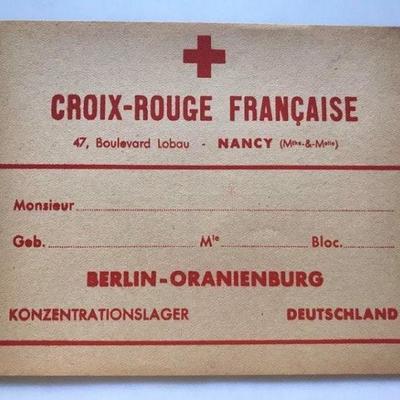 CROIX-ROUGE FRANÇAISE
47, Boulevard Lobau - NANCY (Mthe-&-Melle)
Monsieur
Geb. Mle Bloc.
BERLIN-ORANIENBURG
KONZENTRATIONSLAGER DEUTSCHLAND